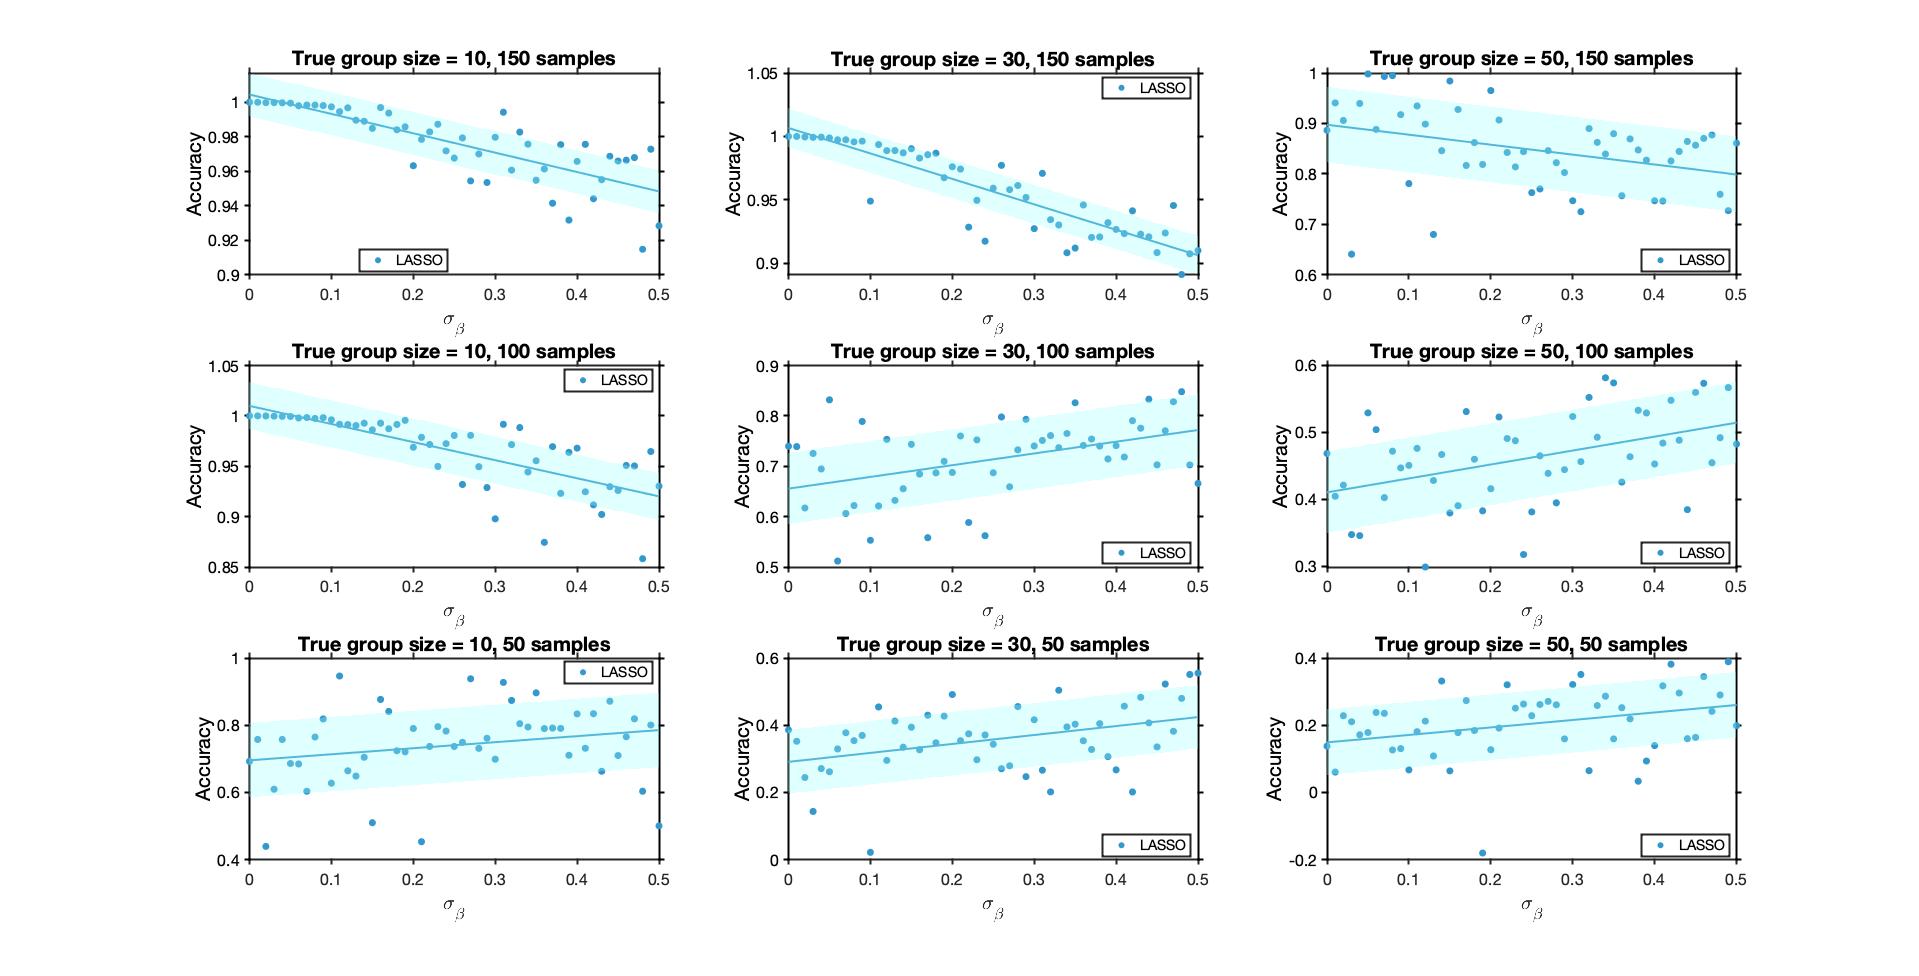 True group size = 10, 150 samples
Accuracy
1
0.98
0.96
0.94
0.92
0.9
LASSO
0 0.1 0.2 0.3 0.4 0.5
σβ
True group size = 30, 150 samples
Accuracy
1.05
1
0.95
0.9
LASSO
0 0.1 0.2 0.3 0.4 0.5
σβ
True group size = 50, 150 samples
Accuracy
1
0.9
0.8
0.7
0.6
LASSO
0 0.1 0.2 0.3 0.4 0.5
σβ
True group size = 10, 100 samples
Accuracy
1.05
1
0.95
0.9
0.85
LASSO
0 0.1 0.2 0.3 0.4 0.5
σβ
True group size = 30, 100 samples
Accuracy
0.9
0.8
0.7
0.6
0.5
LASSO
0 0.1 0.2 0.3 0.4 0.5
σβ
True group size = 50, 100 samples
Accuracy
0.6
0.5
0.4
0.3
LASSO
0 0.1 0.2 0.3 0.4 0.5
σβ
True group size = 10, 50 samples
Accuracy
1
0.8
0.6
0.4
LASSO
0 0.1 0.2 0.3 0.4 0.5
σβ
True group size = 30, 50 samples
Accuracy
0.6
0.4
0.2
0
LASSO
0 0.1 0.2 0.3 0.4 0.5
σβ
True group size = 50, 50 samples
Accuracy
0.4
0.2
0
-0.2
LASSO
0 0.1 0.2 0.3 0.4 0.5
σβ